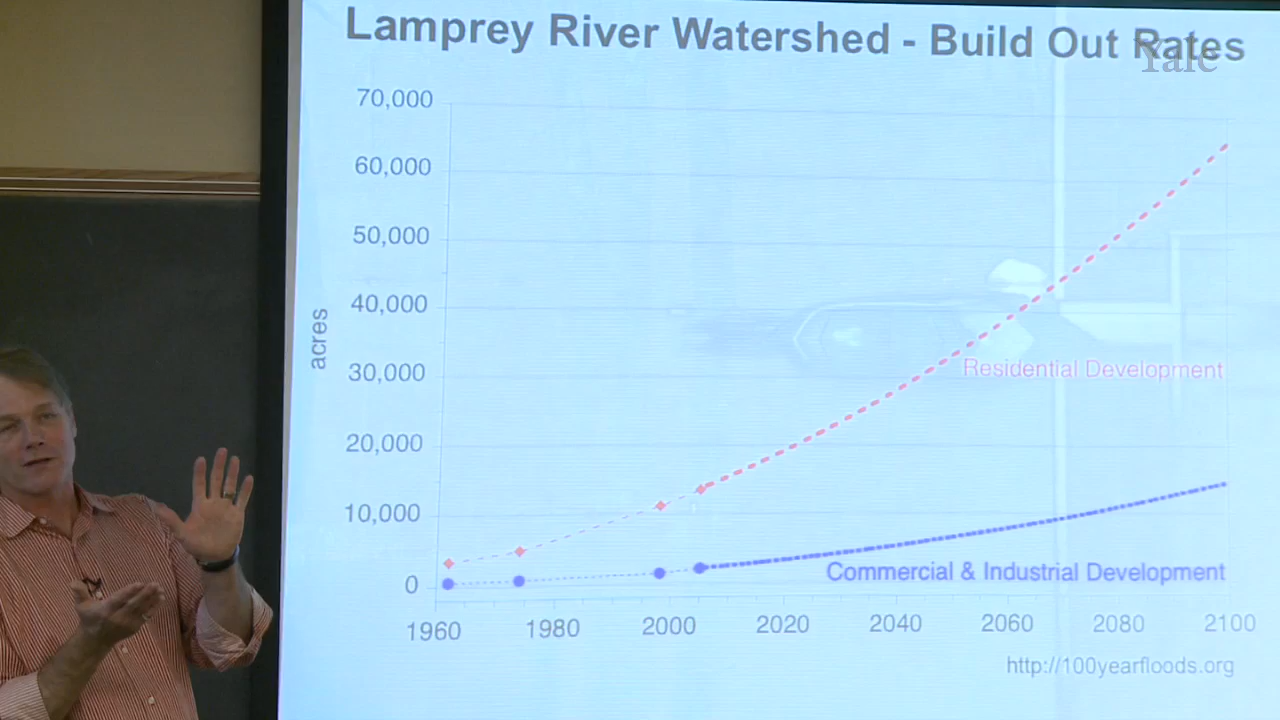 Lamprey River Watershed - Build Out Rates
Yale
70,000
60,000
50,000
40,000
30,000
20,000
10,000
0
acres
Residential Development
Commercial & Industrial Development
1960 1980 2000 2020 2040 2060 2080 2100
http://100yearfloods.org